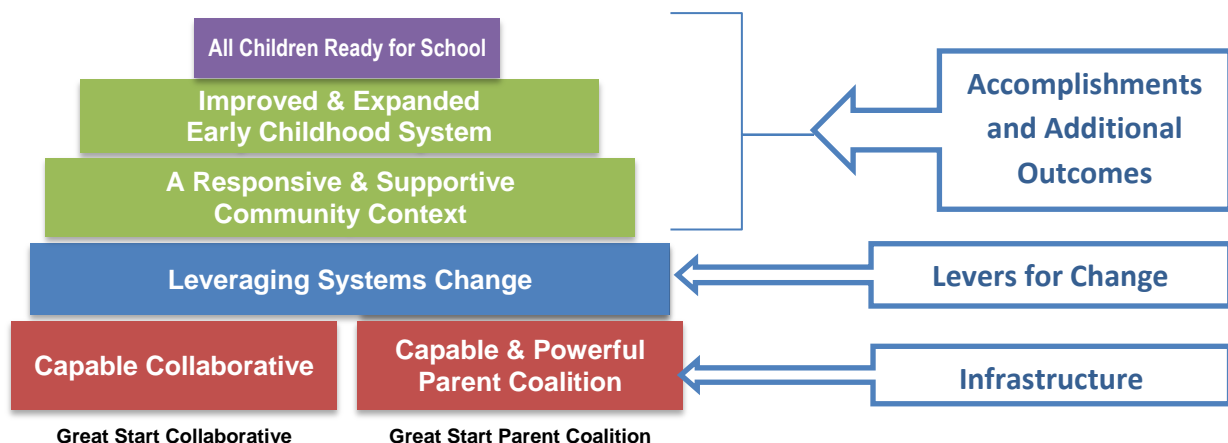 All Children Ready for School
Improved & Expanded
Early Childhood System
A Responsive & Supportive
Community Context
Leveraging Systems Change
Capable Collaborative
Capable & Powerful
Parent Coalition
Great Start Collaborative
Great Start Parent Coalition
Accomplishments
and Additional
Outcomes
Levers for Change
Infrastructure